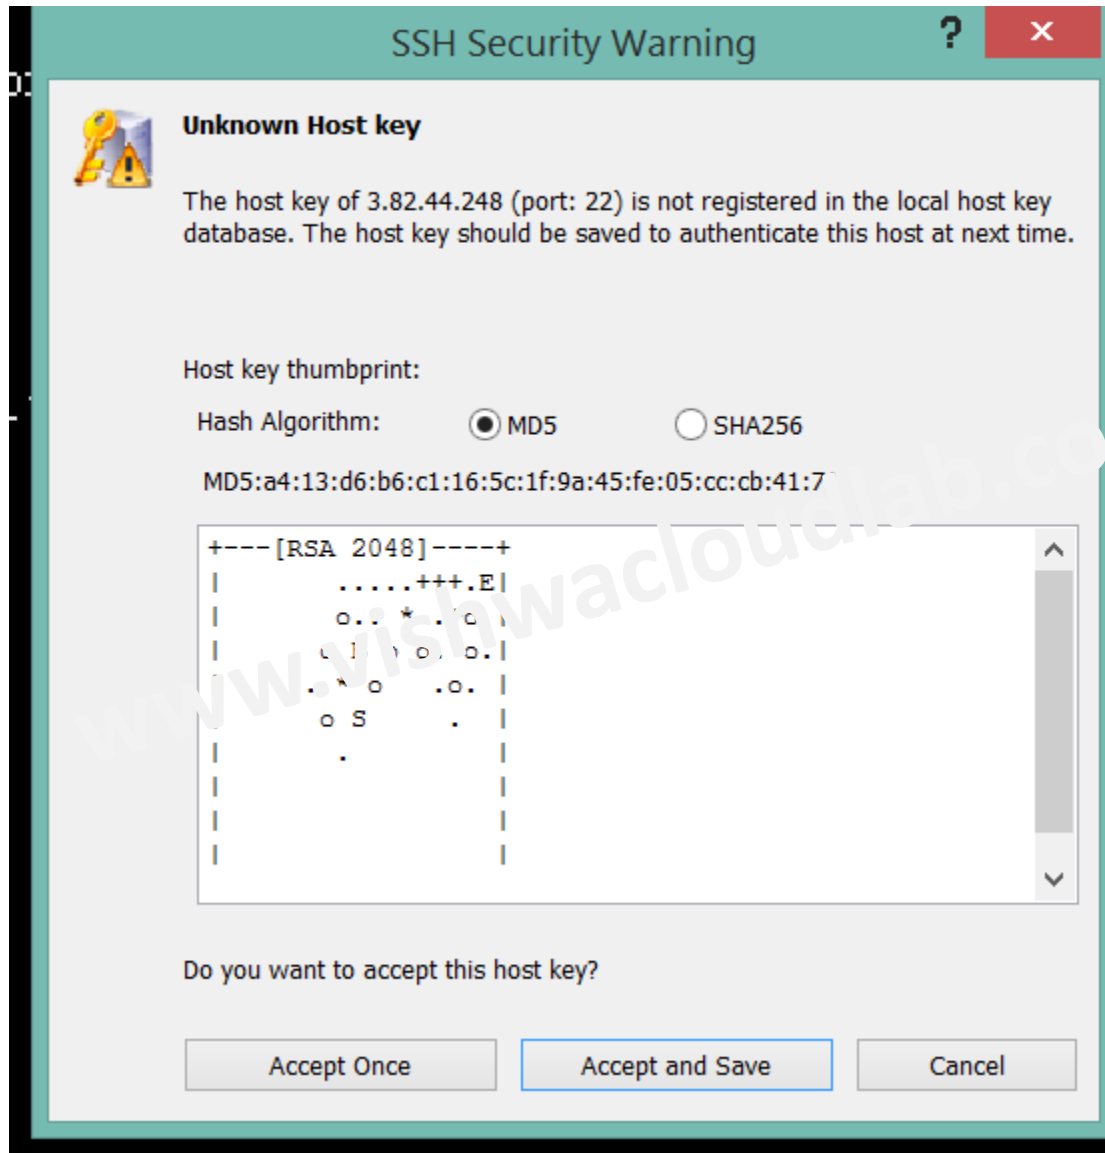 SSH Security Warning
?
Unknown Host key
The host key of 3.82.44.248 (port: 22) is not registered in the local host key
database. The host key should be saved to authenticate this host at next time.
Host key thumbprint:
Hash Algorithm: MD5 SHA256
MD5:a4:13:d6:b6:c1:16:5c:1f:9a:45:fe:05:cc:cb:41:7
+---[RSA 2048]----+
|       .....+++.E|
o.. *
o.|
. * o   .o. |
o S     .  |
|       .         |
|                 |
|                 |
|                 |
www.vishwacloudlab.co
Do you want to accept this host key?
Accept Once
Accept and Save
Cancel